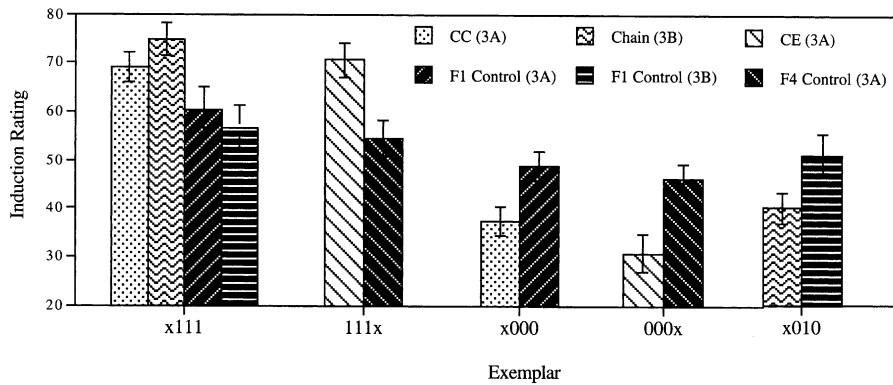 80
70
60
50
40
30
20
Induction Rating
CC (3A)
Chain (3B)
CE (3A)
F1 Control (3A)
F1 Control (3B)
F4 Control (3A)
x111
111x
x000
000x
x010
Exemplar